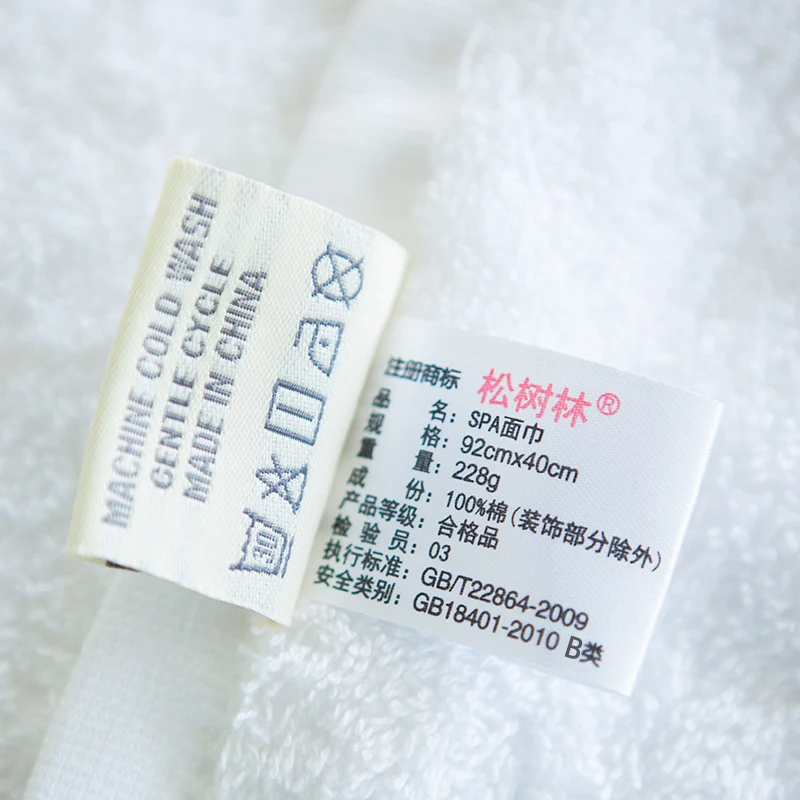 MACHINE COLD WASH
GENTLE CYCLE
MADE IN CHINA
30
注册商标 松树林®
品 名：SPA面巾
规 格：92cmx40cm
重 量：228g
成 份：100%棉(装饰部分除外)
产品等级：合格品
检 验 员：03
执行标准：GB/T22864-2009
安全类别：GB18401-2010 B类